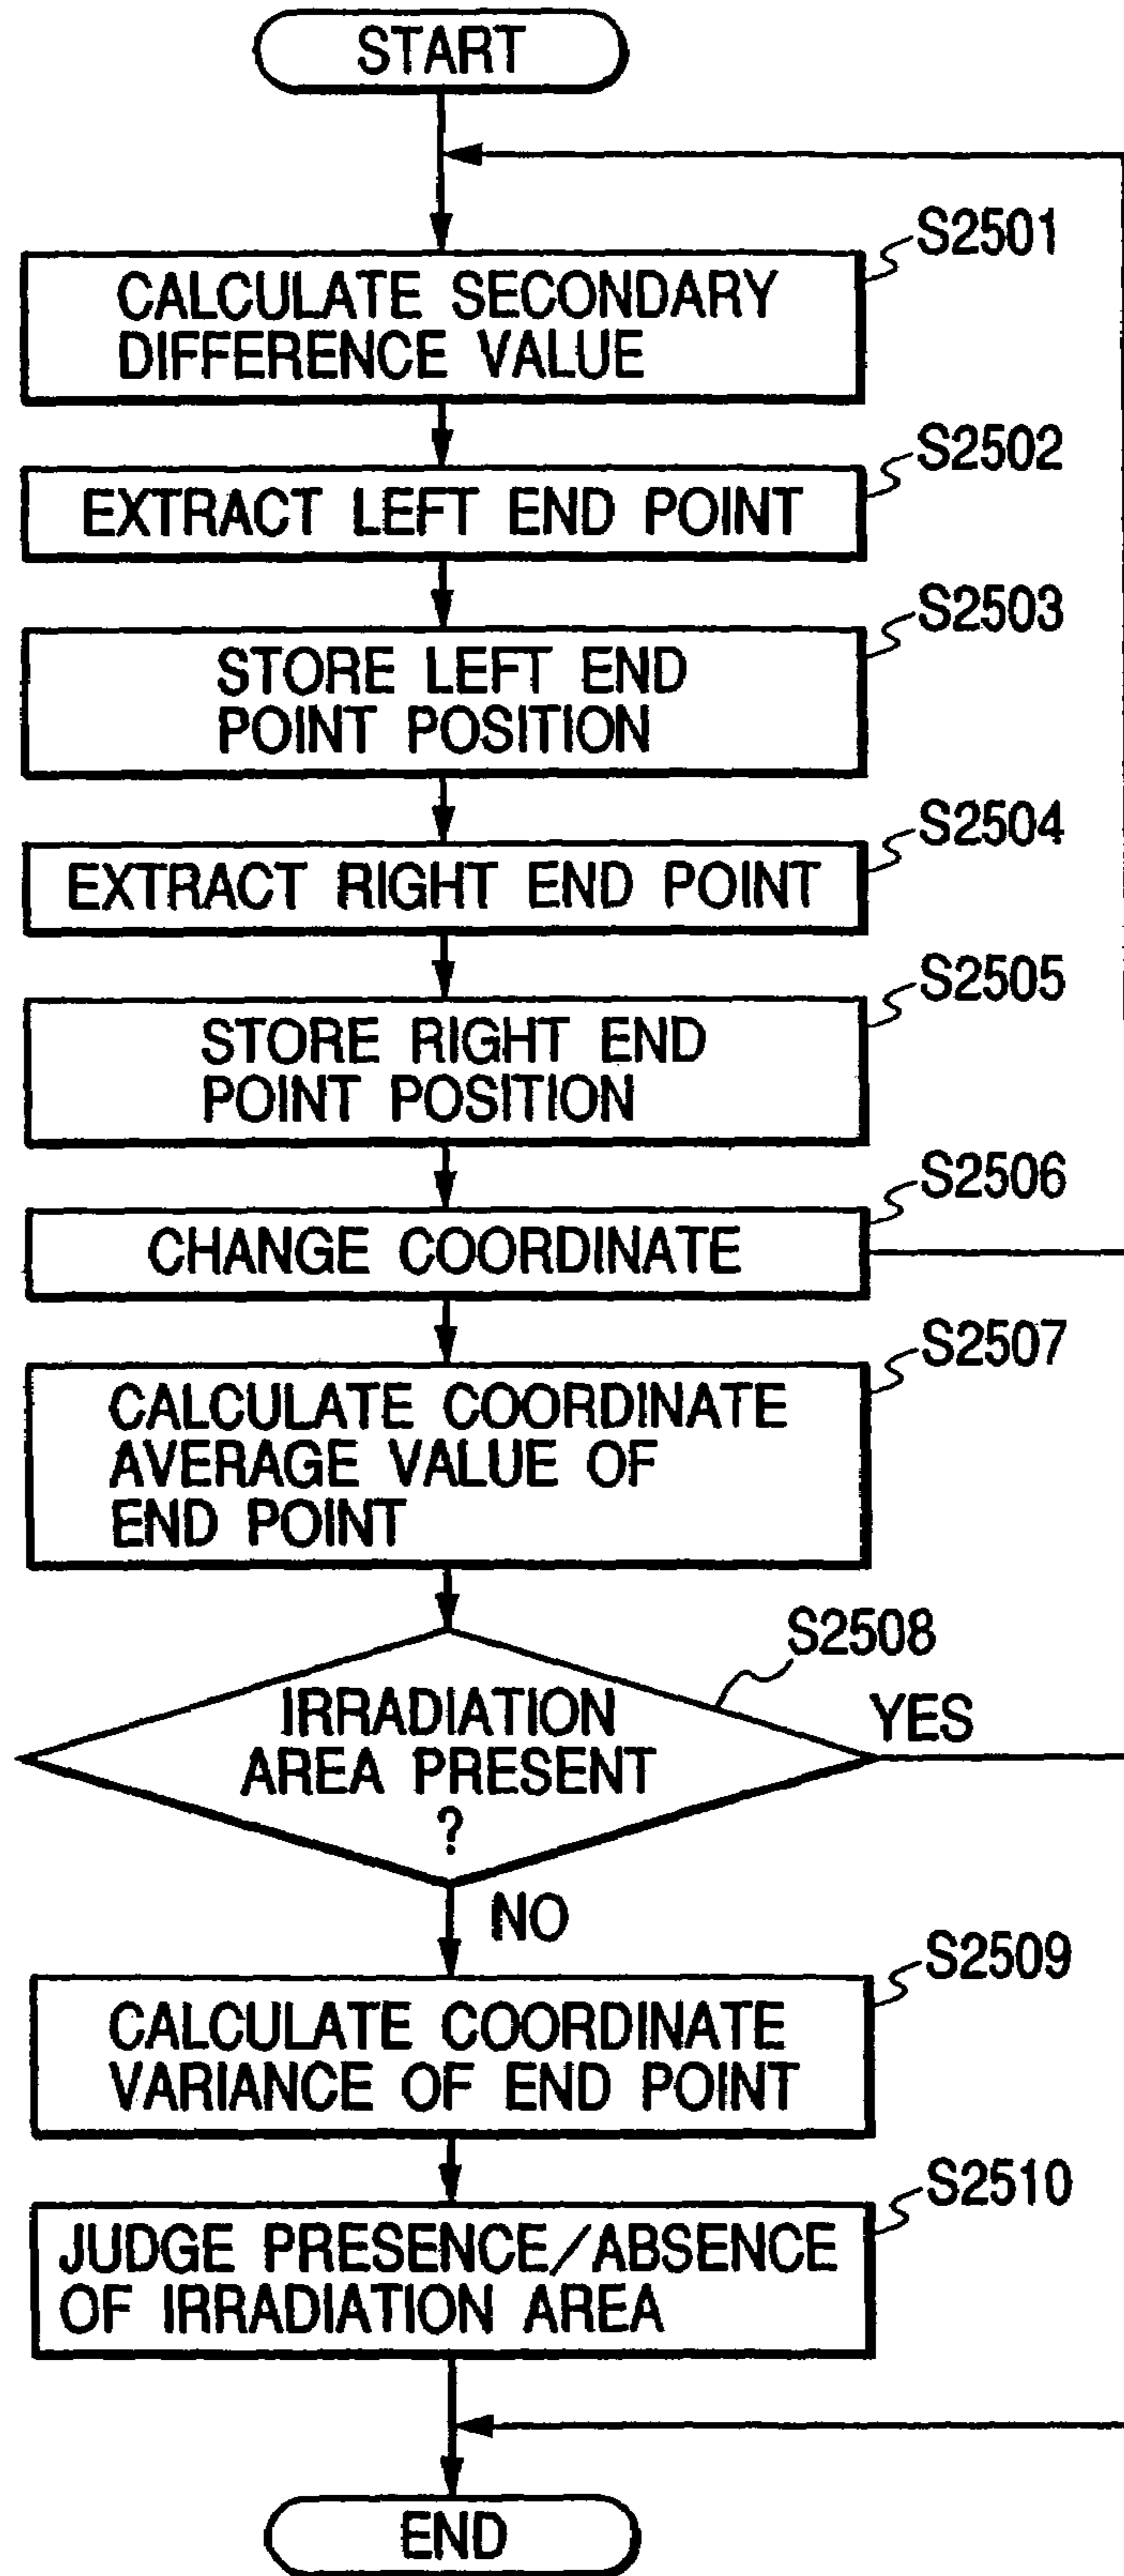 START
S2501
CALCULATE SECONDARY
DIFFERENCE VALUE
S2502
EXTRACT LEFT END POINT
S2503
STORE LEFT END
POINT POSITION
S2504
EXTRACT RIGHT END POINT
S2505
STORE RIGHT END
POINT POSITION
S2506
CHANGE COORDINATE
S2507
CALCULATE COORDINATE
AVERAGE VALUE OF
END POINT
S2508
IRRADIATION
AREA PRESENT
?
YES
NO
S2509
CALCULATE COORDINATE
VARIANCE OF END POINT
S2510
JUDGE PRESENCE/ABSENCE
OF IRRADIATION AREA
END